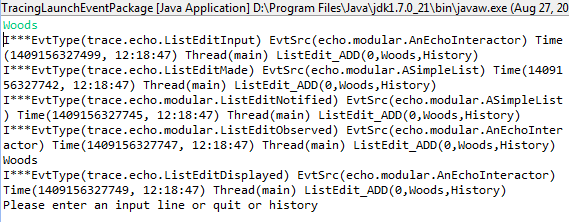 TracingLaunchEventPackage [Java Application] D:\Program Files\Java\jdk1.7.0_21\bin\javaw.exe (Aug 27, 20
Woods
I***EvtType(trace.echo.ListEditInput) EvtSrc(echo.modular.AnEchoInteractor) Time
(1409156327499, 12:18:47) Thread(main) ListEdit_ADD(0,Woods,History)
I***EvtType(trace.echo.ListEditMade) EvtSrc(echo.modular.ASimpleList) Time(14091
56327742, 12:18:47) Thread(main) ListEdit_ADD(0,Woods,History)
I***EvtType(trace.echo.modular.ListEditNotified) EvtSrc(echo.modular.ASimpleList
) Time(1409156327745, 12:18:47) Thread(main) ListEdit_ADD(0,Woods,History)
I***EvtType(trace.echo.modular.ListEditObserved) EvtSrc(echo.modular.AnEchoInter
actor) Time(1409156327747, 12:18:47) Thread(main) ListEdit_ADD(0,Woods,History)
Woods
I***EvtType(trace.echo.ListEditDisplayed) EvtSrc(echo.modular.AnEchoInteractor)
Time(1409156327749, 12:18:47) Thread(main) ListEdit_ADD(0,Woods,History)
Please enter an input line or quit or history